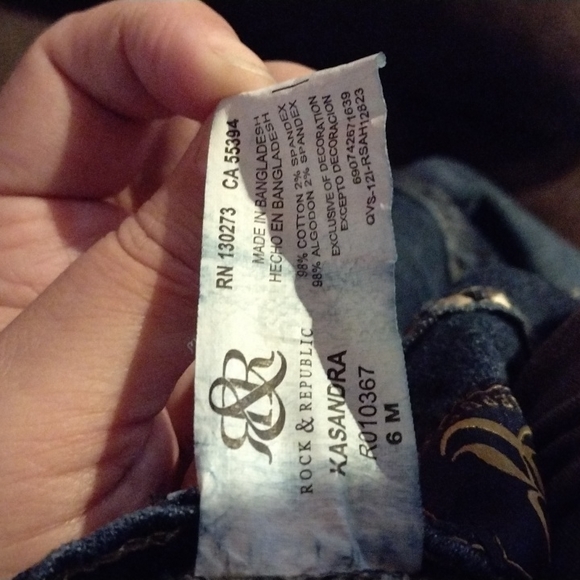 R&R
ROCK & REPUBLIC
KASANDRA
R010367
6 M
RN 130273 CA 55394
MADE IN BANGLADESH
HECHO EN BANGLADESH
98% COTTON 2% SPANDEX
98% ALGODON 2% SPANDEX
EXCLUSIVE OF DECORATION
EXCEPTO DECORACION
690742671639
QVS-12I-RSAH12823